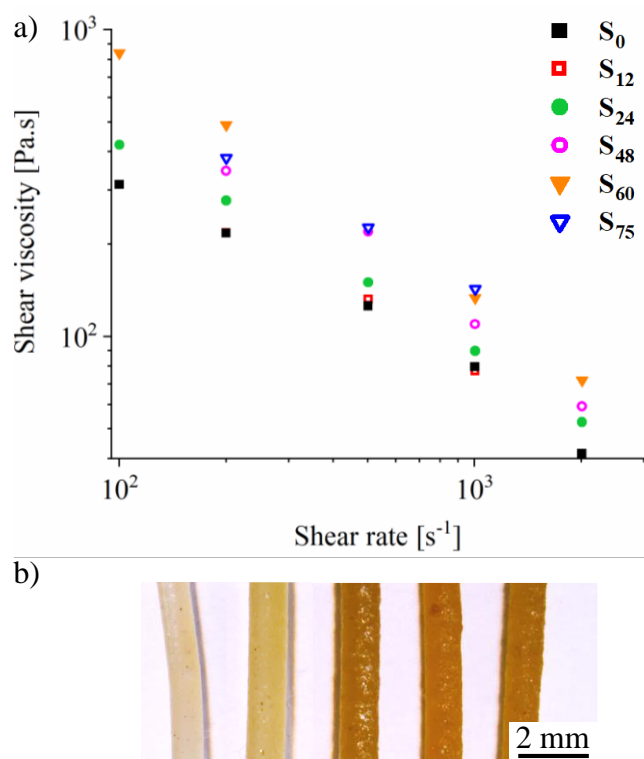 a)
10³
10²
Shear viscosity [Pa.s]
S₀
S₁₂
S₂₄
S₄₈
S₆₀
S₇₅
10²
10³
Shear rate [s⁻¹]
b)
2 mm